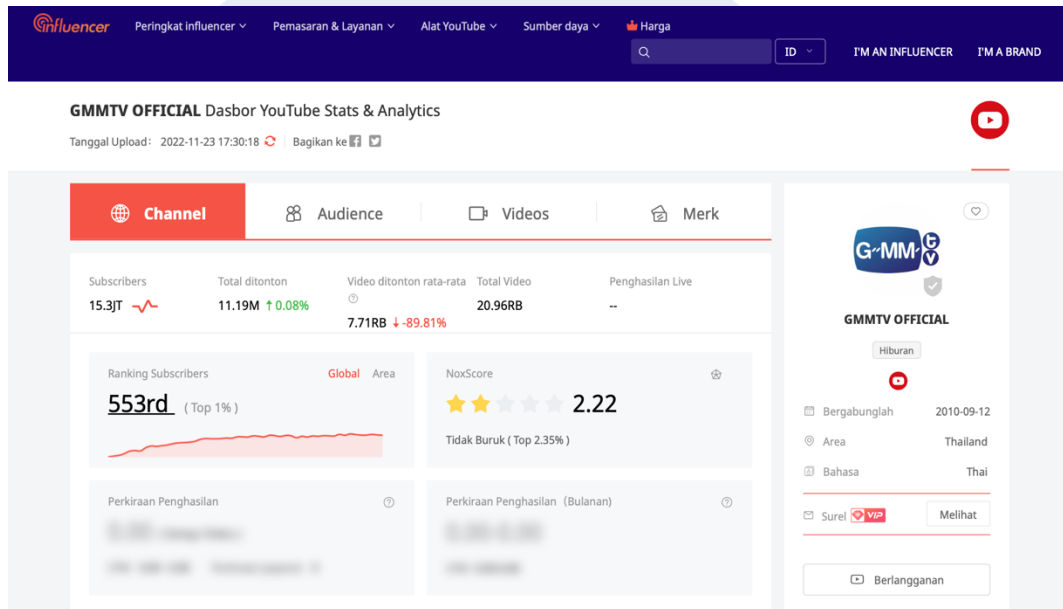 influencer
Peringkat influencer
Pemasaran & Layanan
Alat YouTube
Sumber daya
Harga
ID
I'M AN INFLUENCER
I'M A BRAND
GMMTV OFFICIAL Dasbor YouTube Stats & Analytics
Tanggal Upload: 2022-11-23 17:30:18
Bagikan ke
Channel
Audience
Videos
Merk
Subscribers
15.3JT
Total ditonton
11.19M ↑ 0.08%
Video ditonton rata-rata
7.71RB ↓ -89.81%
Total Video
20.96RB
Penghasilan Live
--
Ranking Subscribers
Global
Area
553rd ( Top 1% )
NoxScore
2.22
Tidak Buruk ( Top 2.35% )
Perkiraan Penghasilan
Perkiraan Penghasilan (Bulanan)
GMM tv
GMMTV OFFICIAL
Hiburan
Bergabunglah 2010-09-12
Area Thailand
Bahasa Thai
Surel VIP Melihat
Berlangganan